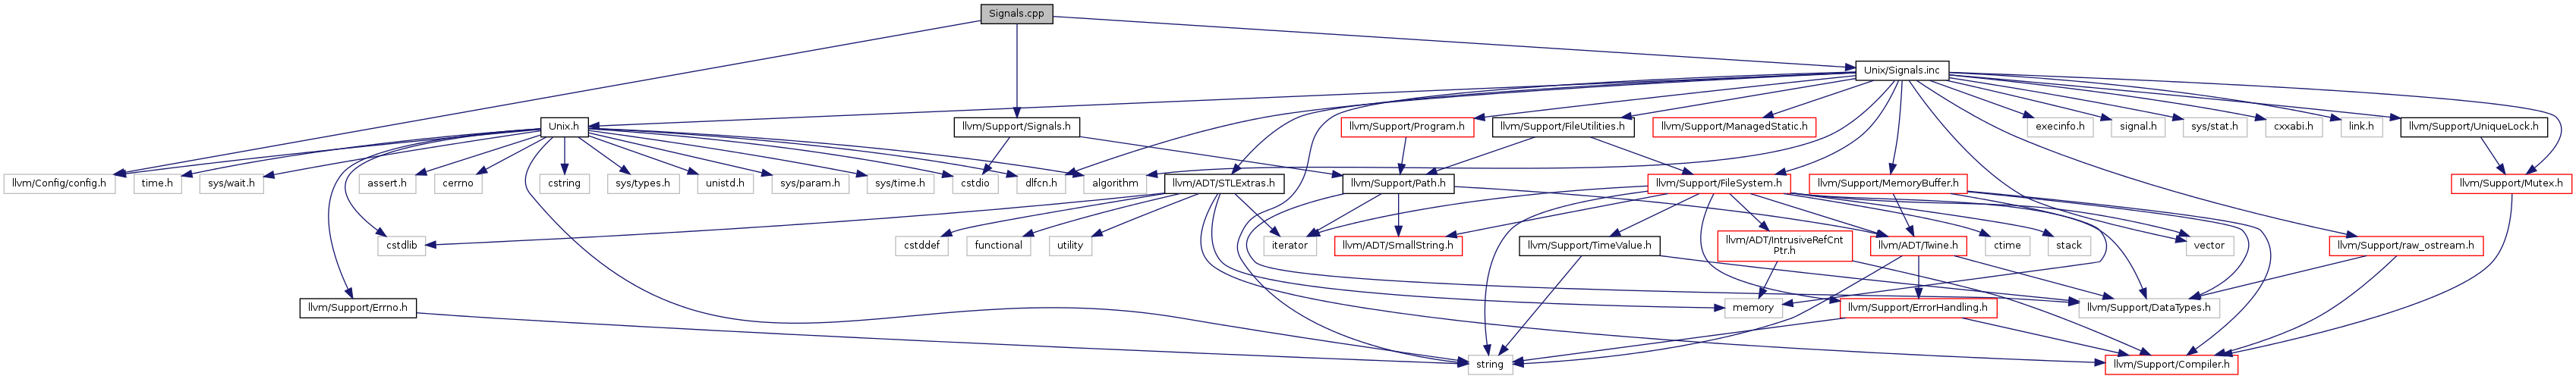 Signals.cpp
Unix/Signals.inc
Unix.h
llvm/Support/Signals.h
llvm/Support/Program.h
llvm/Support/FileUtilities.h
llvm/Support/ManagedStatic.h
execinfo.h
signal.h
sys/stat.h
cxxabi.h
link.h
llvm/Support/UniqueLock.h
llvm/Config/config.h
time.h
sys/wait.h
assert.h
cerrno
cstring
sys/types.h
unistd.h
sys/param.h
sys/time.h
cstdio
dlfcn.h
algorithm
llvm/ADT/STLExtras.h
llvm/Support/Path.h
llvm/Support/FileSystem.h
llvm/Support/MemoryBuffer.h
llvm/Support/Mutex.h
cstdlib
cstddef
functional
utility
iterator
llvm/ADT/SmallString.h
llvm/Support/TimeValue.h
llvm/ADT/IntrusiveRefCnt
Ptr.h
llvm/ADT/Twine.h
ctime
stack
vector
llvm/Support/raw_ostream.h
llvm/Support/Errno.h
memory
llvm/Support/ErrorHandling.h
llvm/Support/DataTypes.h
string
llvm/Support/Compiler.h